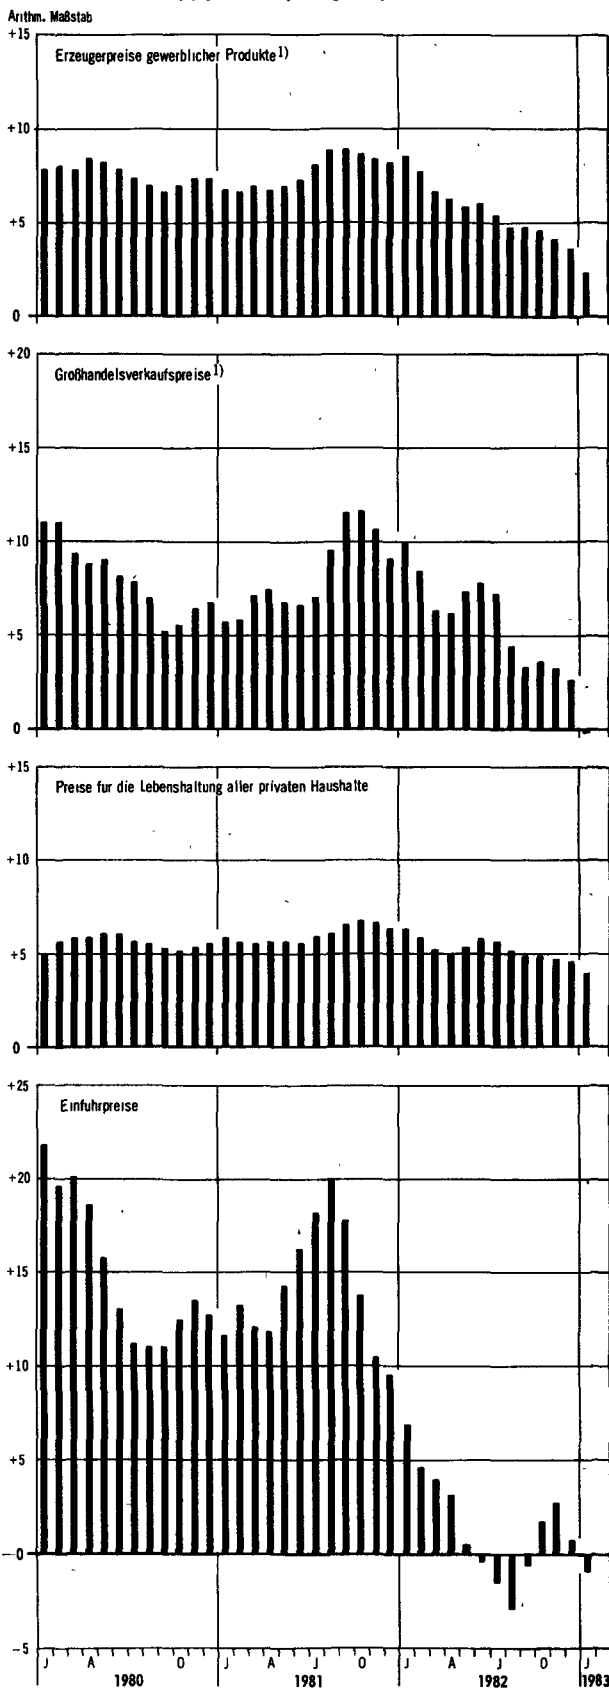 Arithm. Maßstab
+15
Erzeugerpreise gewerblicher Produkte 1)
+10
+5
0
+20
Großhandelsverkaufspreise 1)
+15
+10
+5
0
+15
Preise für die Lebenshaltung aller privaten Haushalte
+10
+5
0
+25
Einfuhrpreise
+20
+15
+10
+5
0
−5
J A O J A J O J A J O J
1980 1981 1982 1983